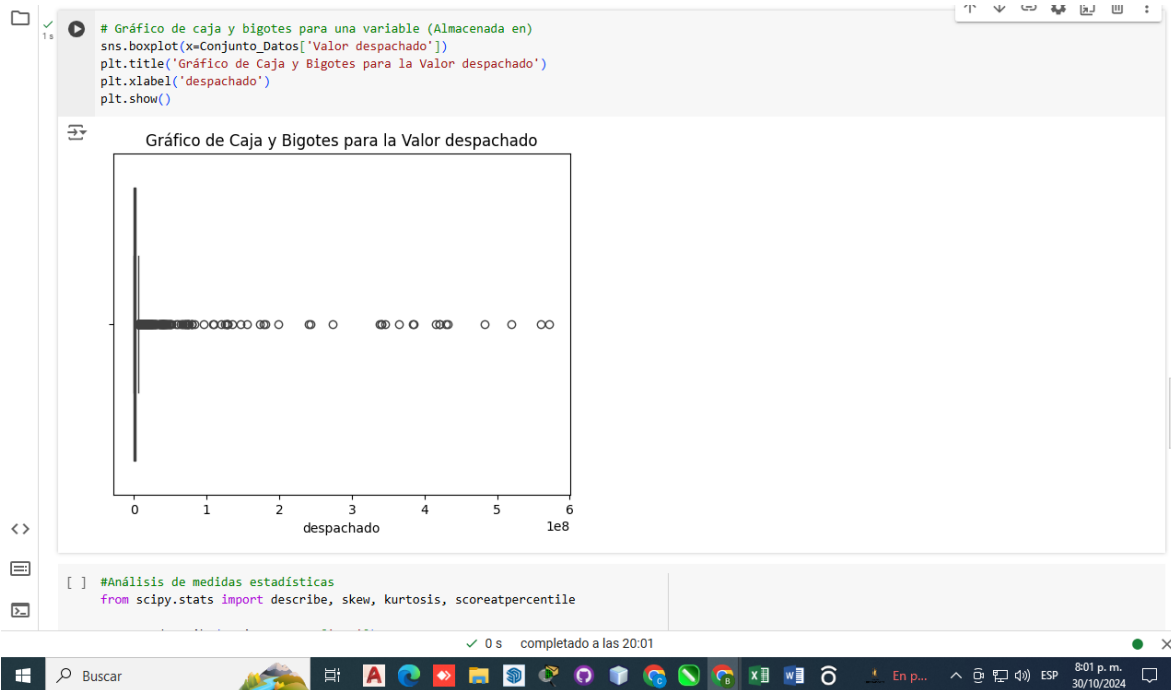 1 s
# Gráfico de caja y bigotes para una variable (Almacenada en)
sns.boxplot(x=Conjunto_Datos['Valor despachado'])
plt.title('Gráfico de Caja y Bigotes para la Valor despachado')
plt.xlabel('despachado')
plt.show()
Gráfico de Caja y Bigotes para la Valor despachado
0 1 2 3 4 5 6
despachado
1e8
[ ] #Análisis de medidas estadísticas
from scipy.stats import describe, skew, kurtosis, scoreatpercentile
0 s completado a las 20:01
Buscar
En p...
ESP
8:01 p. m.
30/10/2024